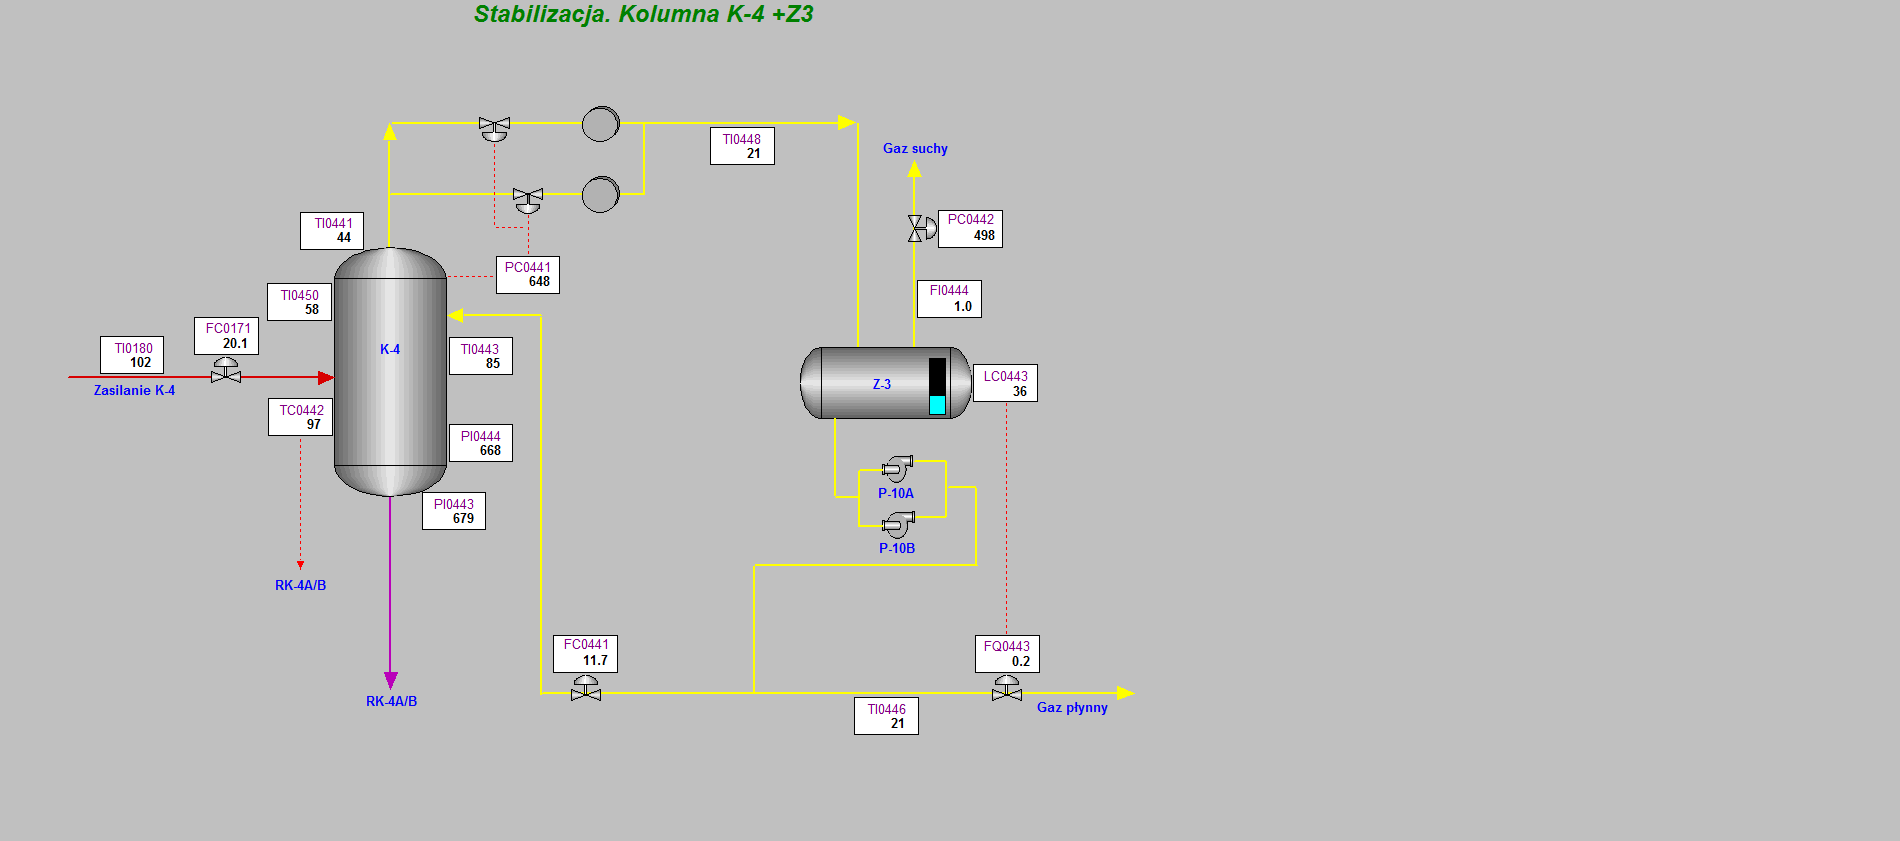 Stabilizacja. Kolumna K-4 +Z3
TI0448
21
Gaz suchy
TI0441
44
PC0442
498
PC0441
648
TI0450
58
FI0444
1.0
FC0171
20.1
TI0180
102
K-4
TI0443
85
Zasilanie K-4
Z-3
LC0443
36
TC0442
97
PI0444
668
P-10A
PI0443
679
P-10B
RK-4A/B
FC0441
11.7
FQ0443
0.2
RK-4A/B
TI0446
21
Gaz płynny